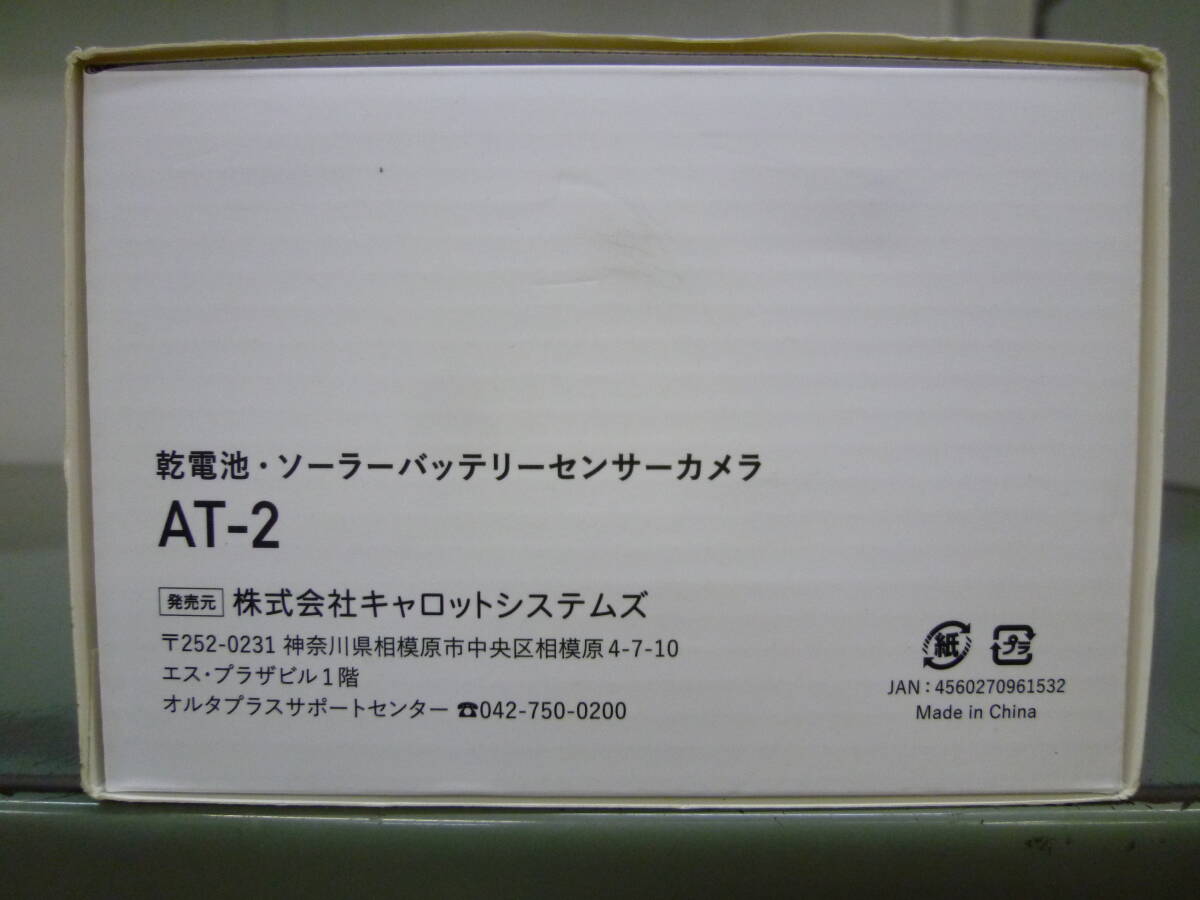 乾電池・ソーラーバッテリーセンサーカメラ
AT-2
発売元 株式会社キャロットシステムズ
〒252-0231 神奈川県相模原市中央区相模原4-7-10
エス・プラザビル1階
オルタプラスサポートセンター ☎042-750-0200
紙 プラ
JAN：4560270961532
Made in China